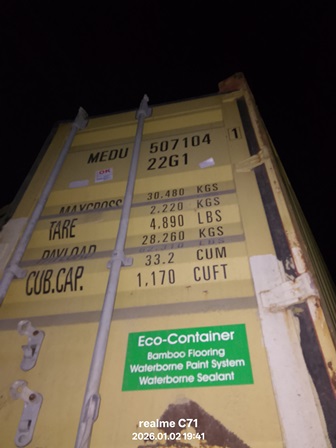 MEDU 507104 1
22G1
MAXGROSS 30.480 KGS
TARE 2.220 KGS
4.890 LBS
PAYLOAD 28.260 KGS
CUB.CAP. 33.2 CUM
1.170 CUFT
Eco-Container
Bamboo Flooring
Waterborne Paint System
Waterborne Sealant
realme C71
2026.01.02 19:41